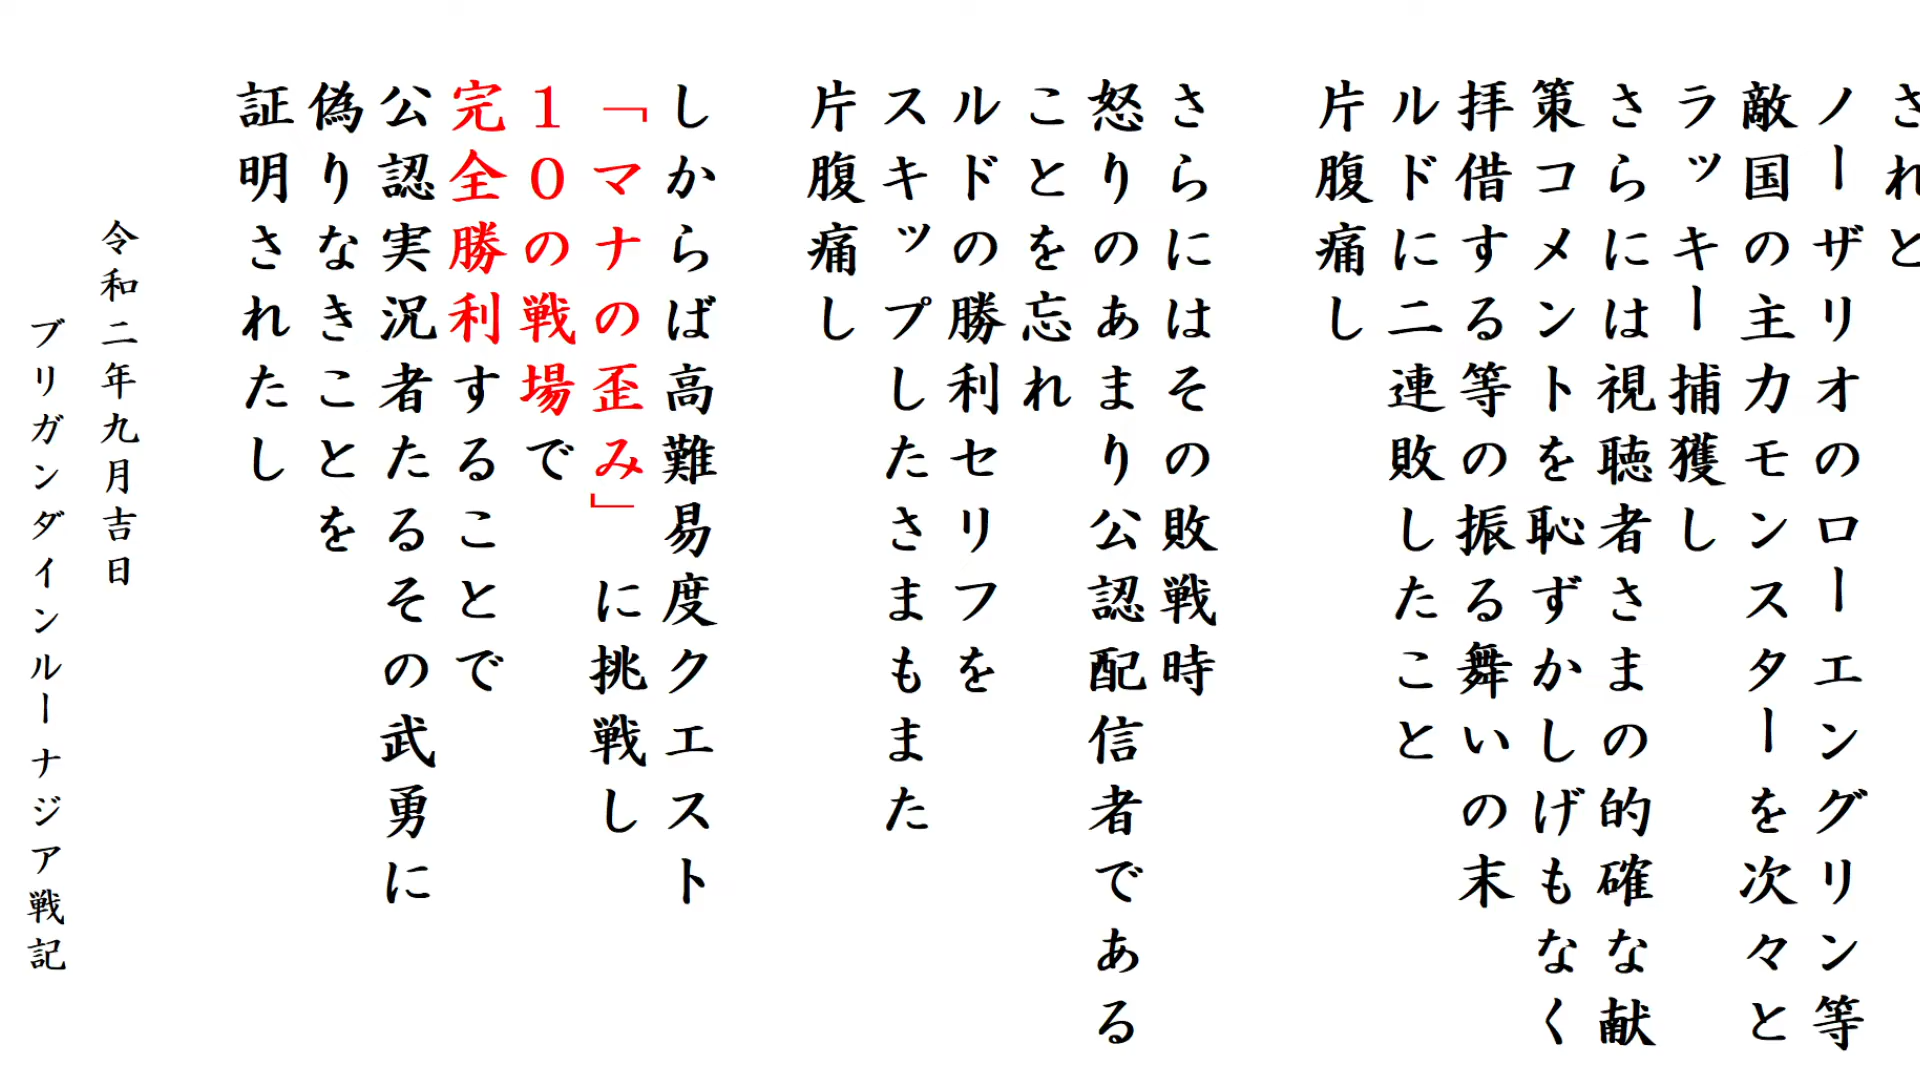 されど
ノーザリオのローエングリン等
敵国の主力モンスターを次々と
ラッキー捕獲し
さらには視聴者さまの的確な献
策コメントを恥ずかしげもなく
拝借する等の振る舞いの末
ルドに二連敗したこと
片腹痛し
さらにはその敗戦時
怒りのあまり公認配信者である
ことを忘れ
ルドの勝利セリフを
スキップしたさまもまた
片腹痛し
しからば高難易度クエスト
「マナの歪み」に挑戦し
１０の戦場で
完全勝利することで
公認実況者たるその武勇に
偽りなきことを
証明されたし
令和二年九月吉日
ブリガンダインルーナジア戦記